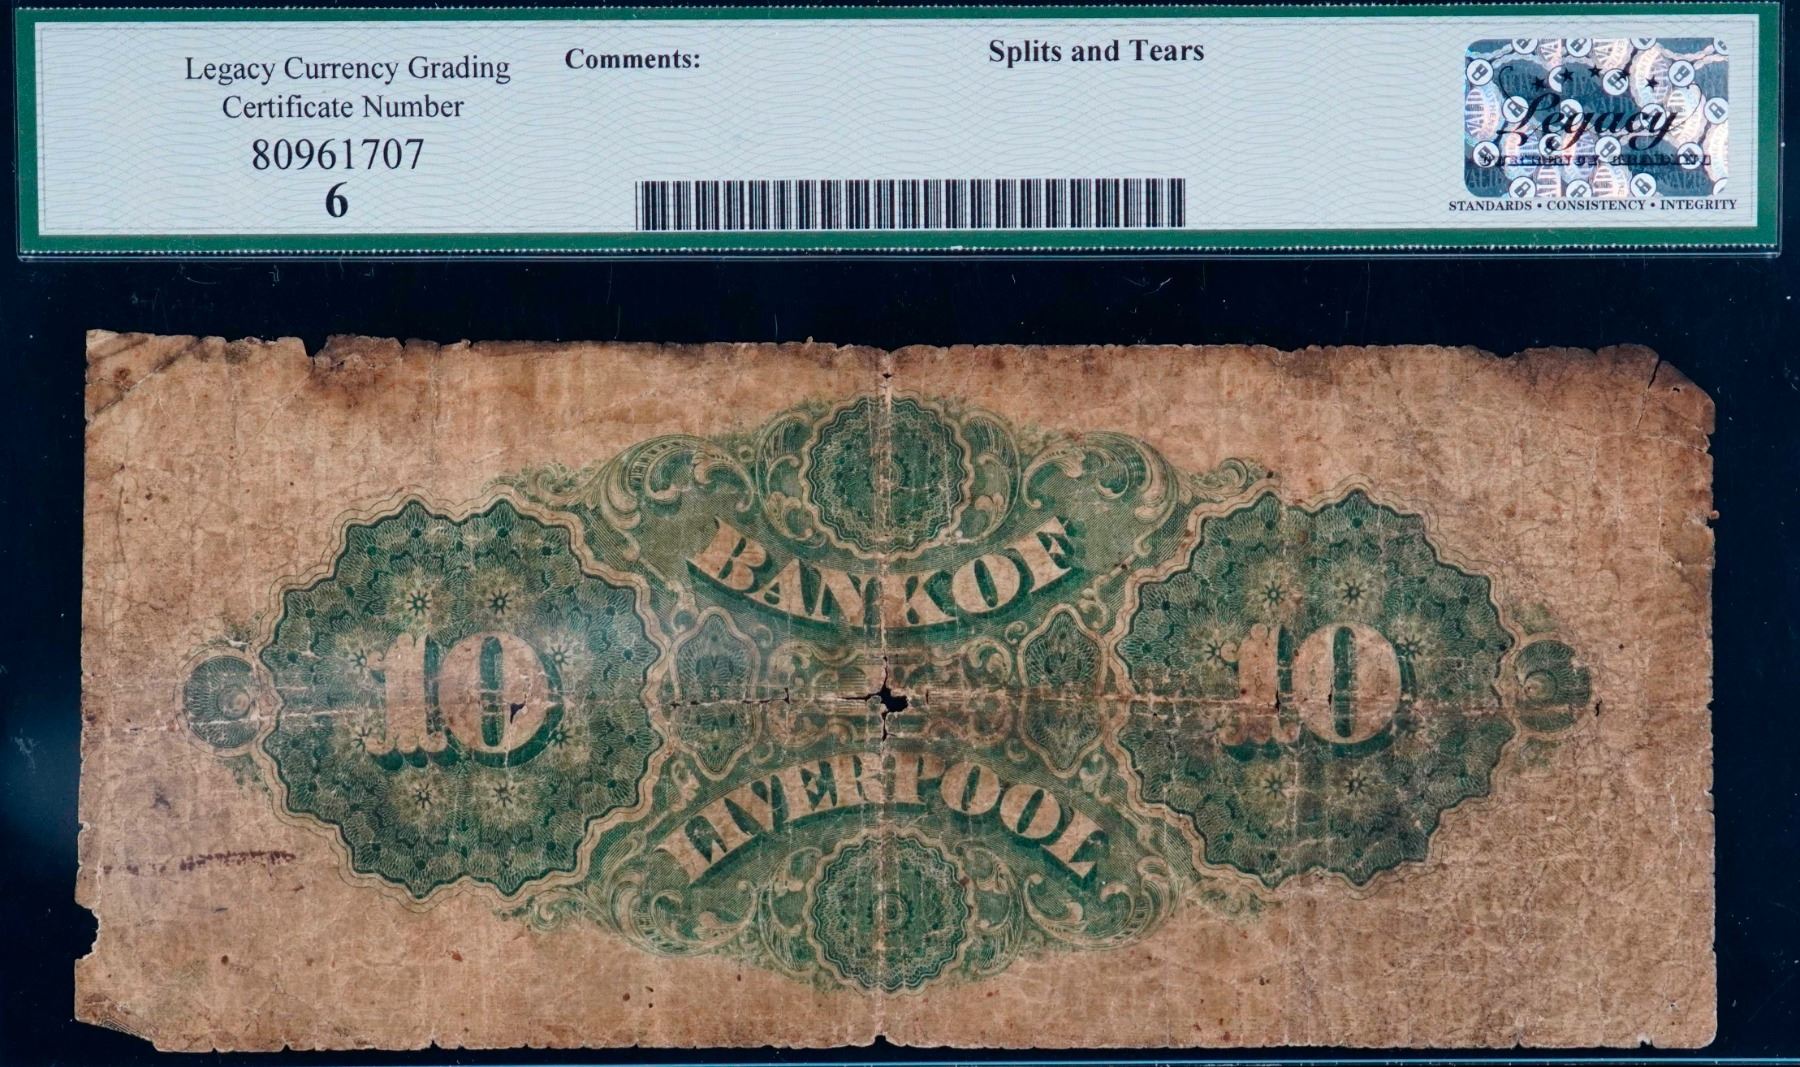 Legacy Currency Grading
Certificate Number
80961707
6
Comments:
Splits and Tears
Legacy
STANDARDS • CONSISTENCY • INTEGRITY
BANK OF
10
10
LIVERPOOL